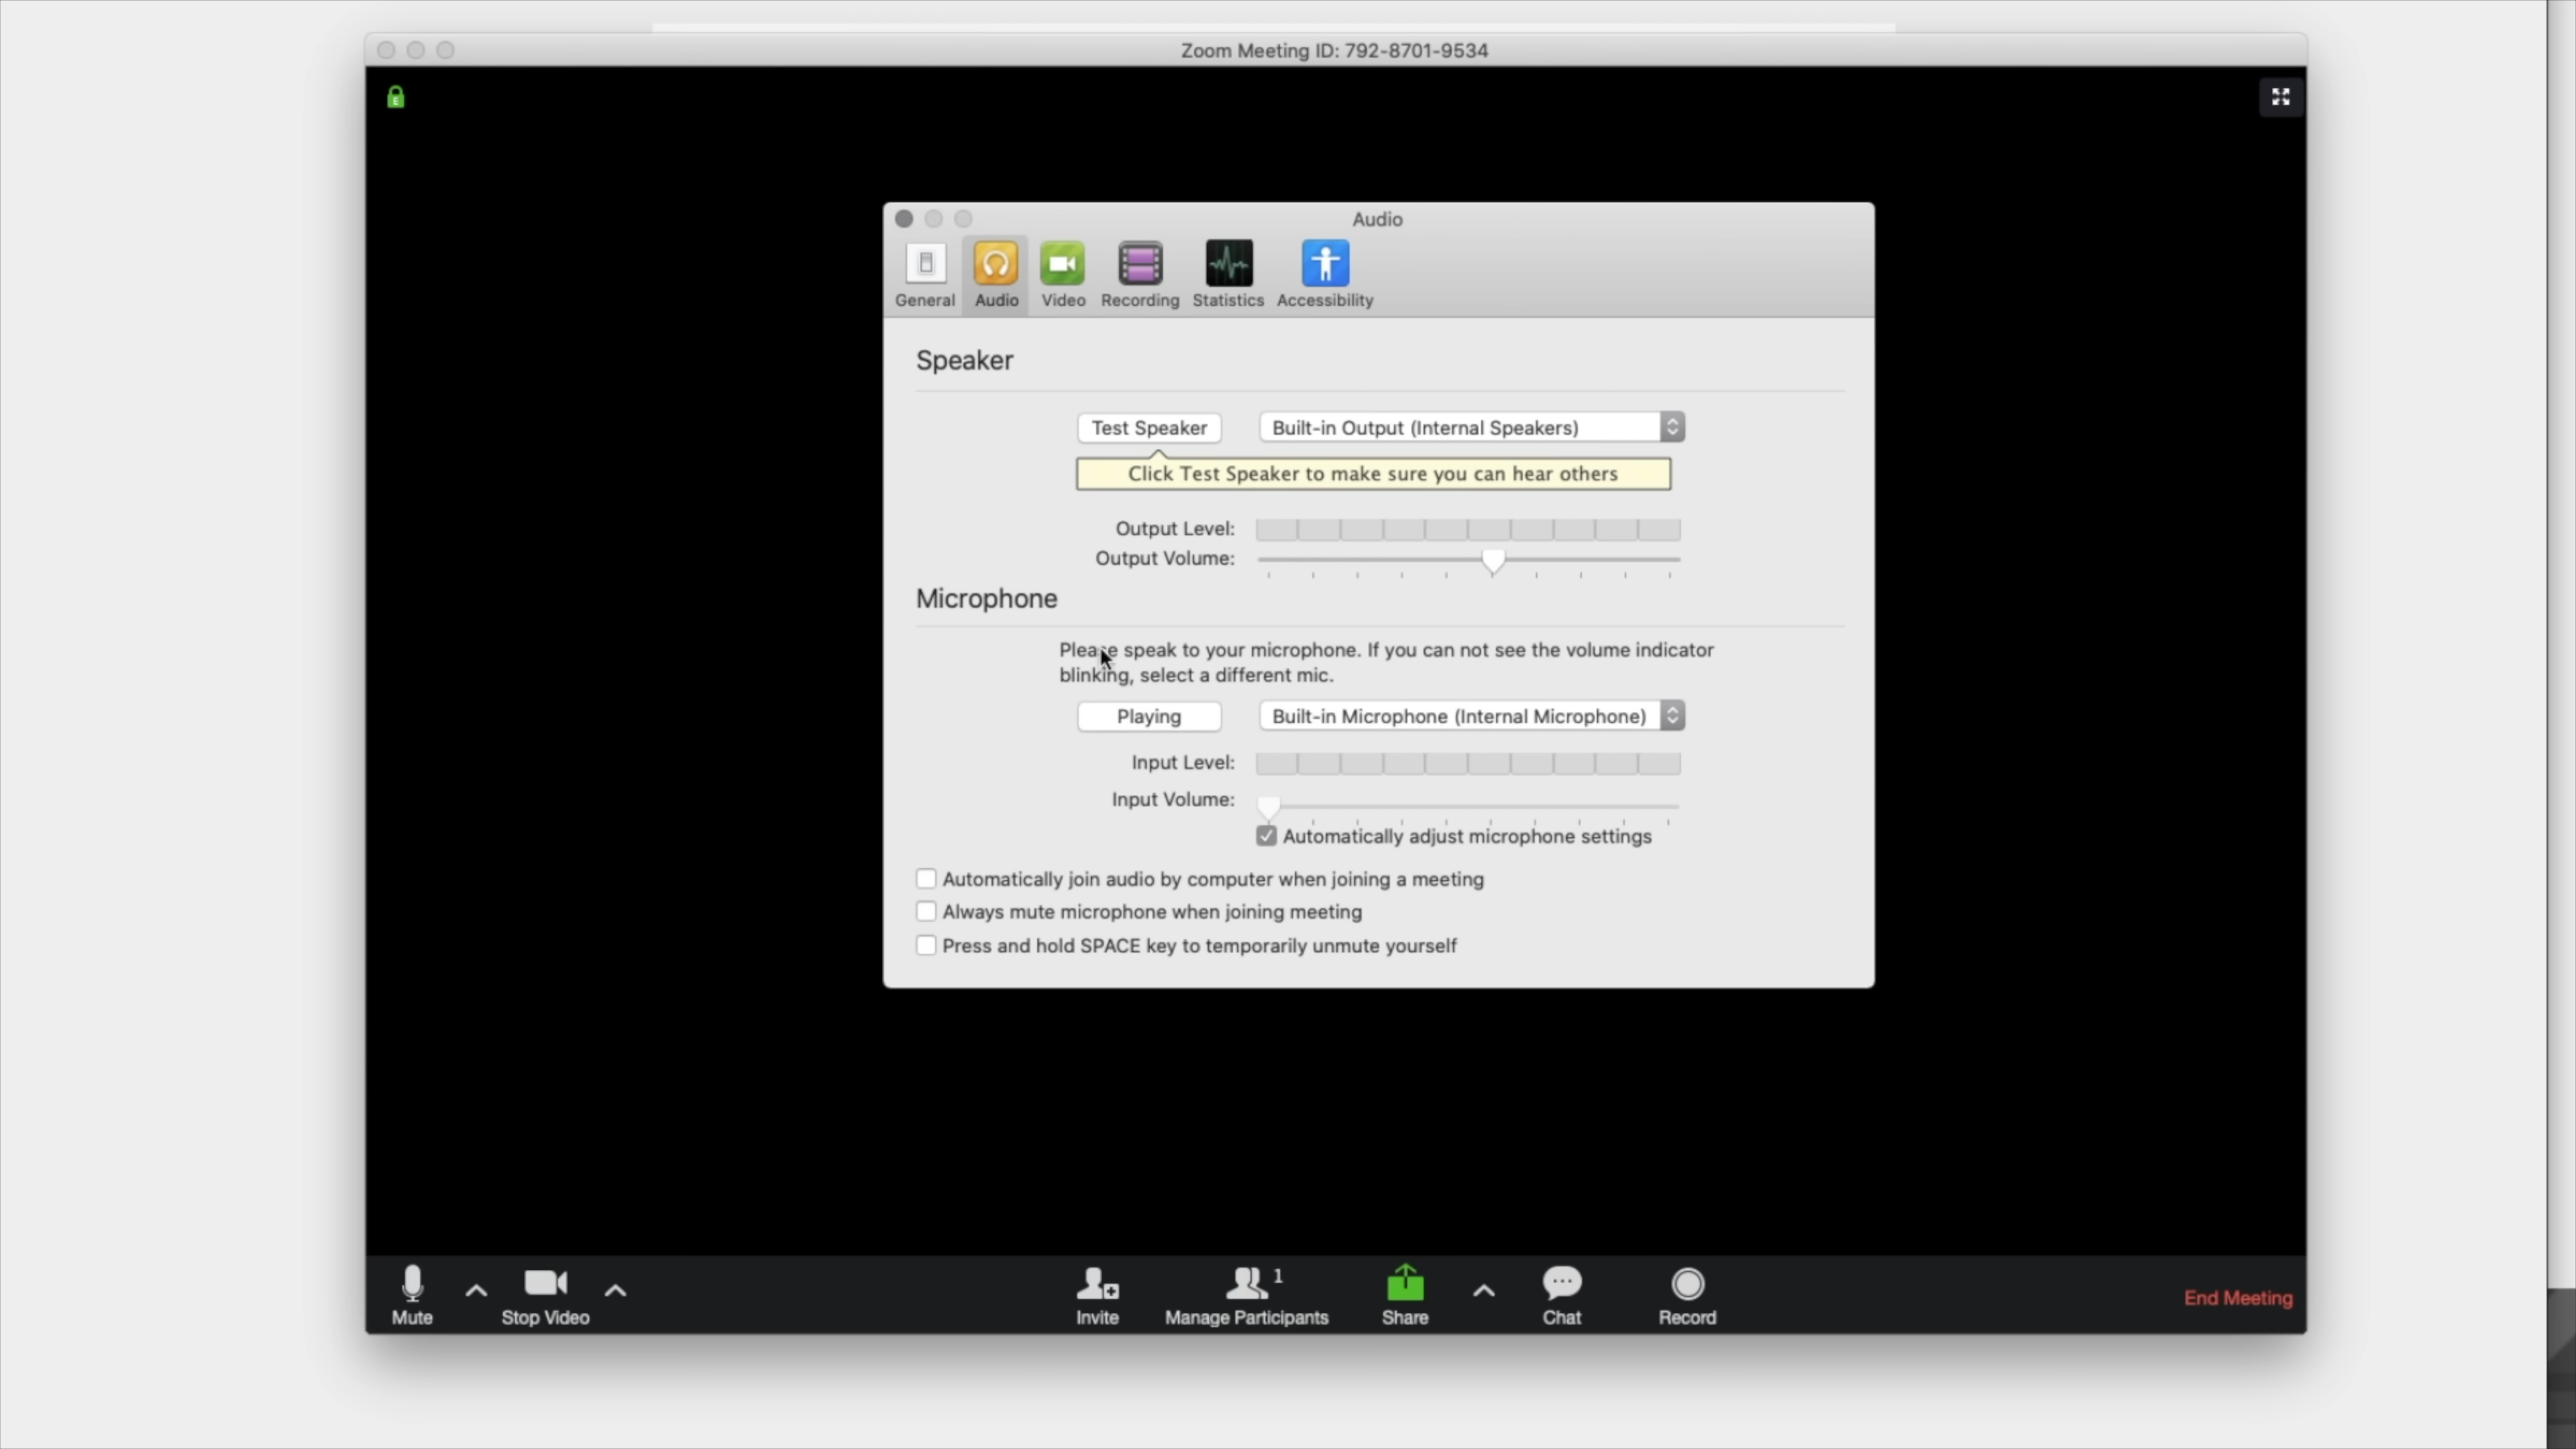 Zoom Meeting ID: 792-8701-9534
E
Audio
General Audio Video Recording Statistics Accessibility
Speaker
Test Speaker Built-in Output (Internal Speakers)
Click Test Speaker to make sure you can hear others
Output Level:
Output Volume:
Microphone
Please speak to your microphone. If you can not see the volume indicator
blinking, select a different mic.
Playing Built-in Microphone (Internal Microphone)
Input Level:
Input Volume:
Automatically adjust microphone settings
Automatically join audio by computer when joining a meeting
Always mute microphone when joining meeting
Press and hold SPACE key to temporarily unmute yourself
1
Mute Stop Video Invite Manage Participants Share Chat Record End Meeting